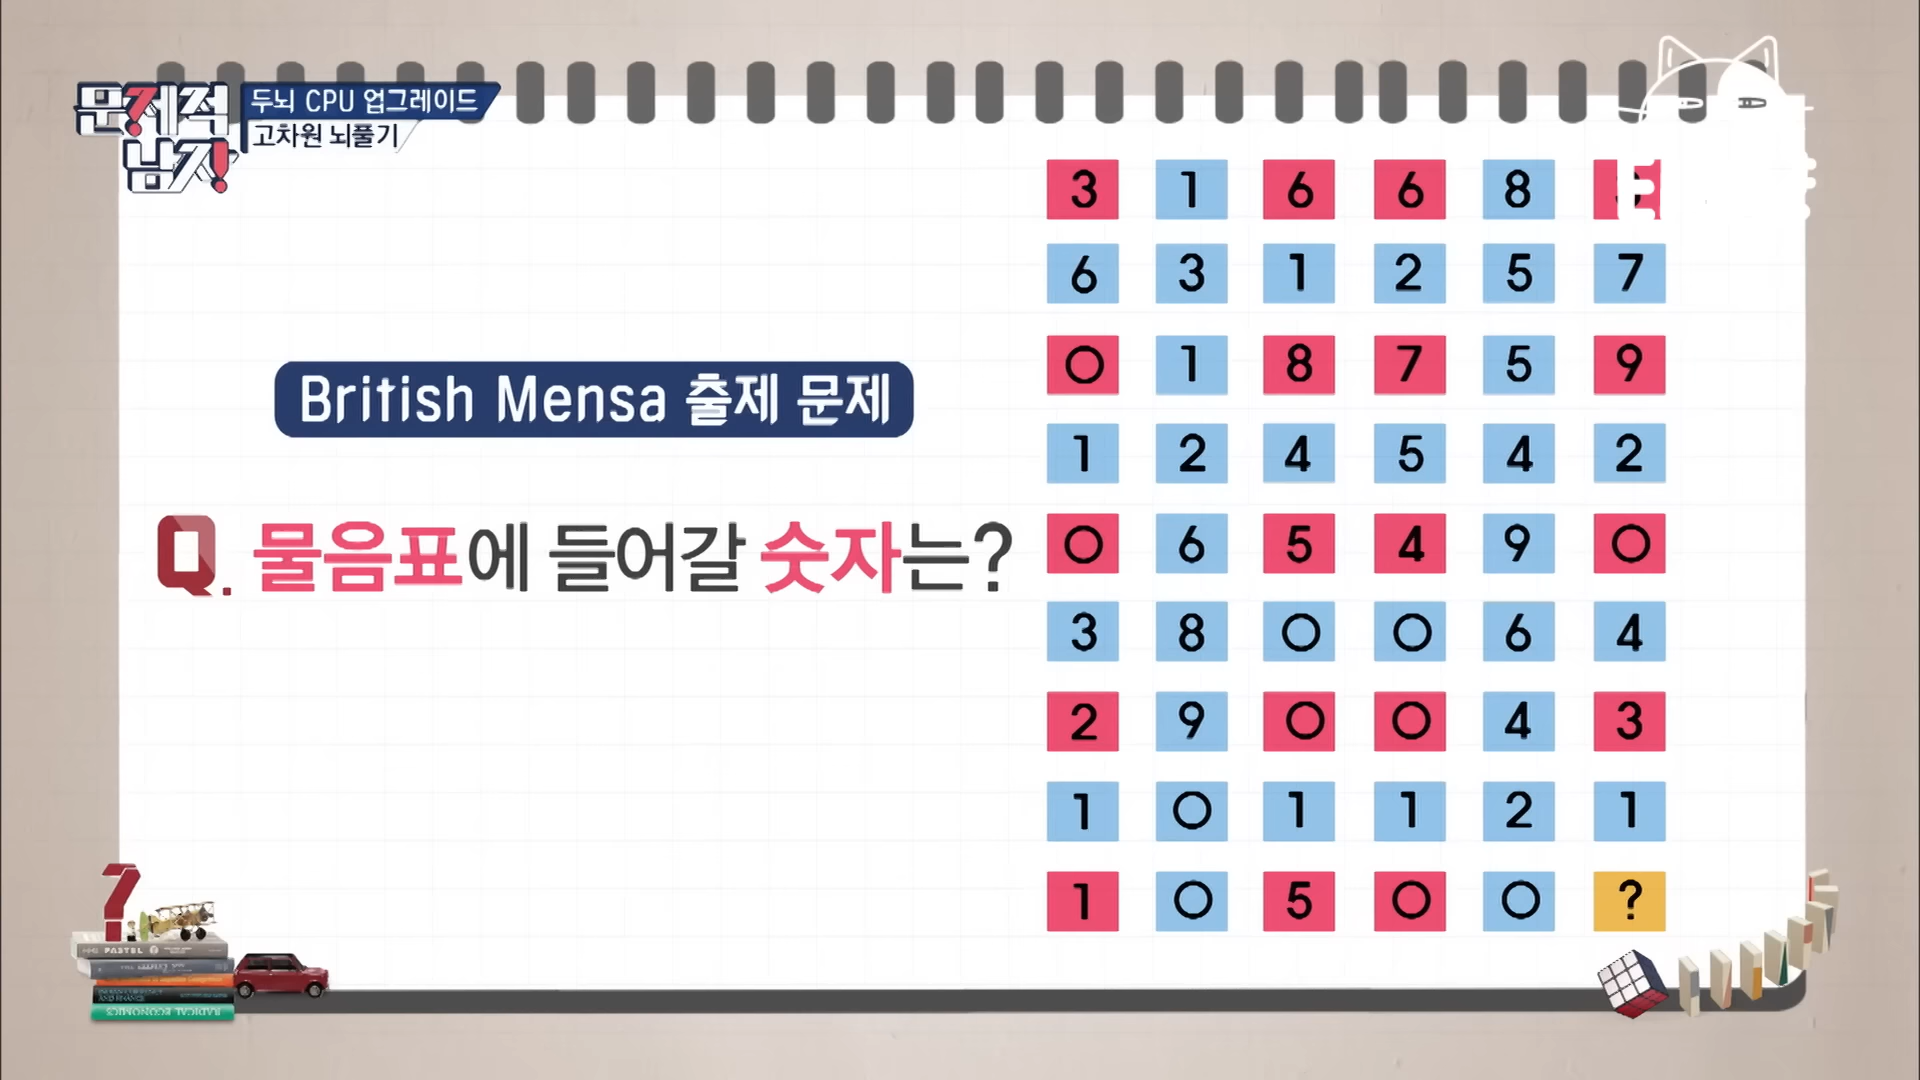 문제적
남자!
두뇌 CPU 업그레이드
고차원 뇌풀기
British Mensa 출제 문제
Q. 물음표에 들어갈 숫자는?
3 1 6 6 8
6 3 1 2 5 7
0 1 8 7 5 9
1 2 4 5 4 2
0 6 5 4 9 0
3 8 0 0 6 4
2 9 0 0 4 3
1 0 1 1 2 1
1 0 5 0 0 ?
?
PASTEL
RADICAL ECONOMICS